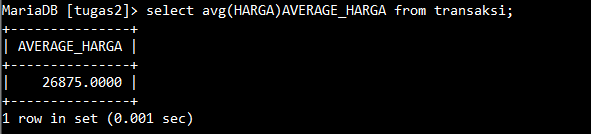 MariaDB [tugas2]> select avg(HARGA)AVERAGE_HARGA from transaksi;
+---------------+
| AVERAGE_HARGA |
+---------------+
|    26875.0000 |
+---------------+
1 row in set (0.001 sec)